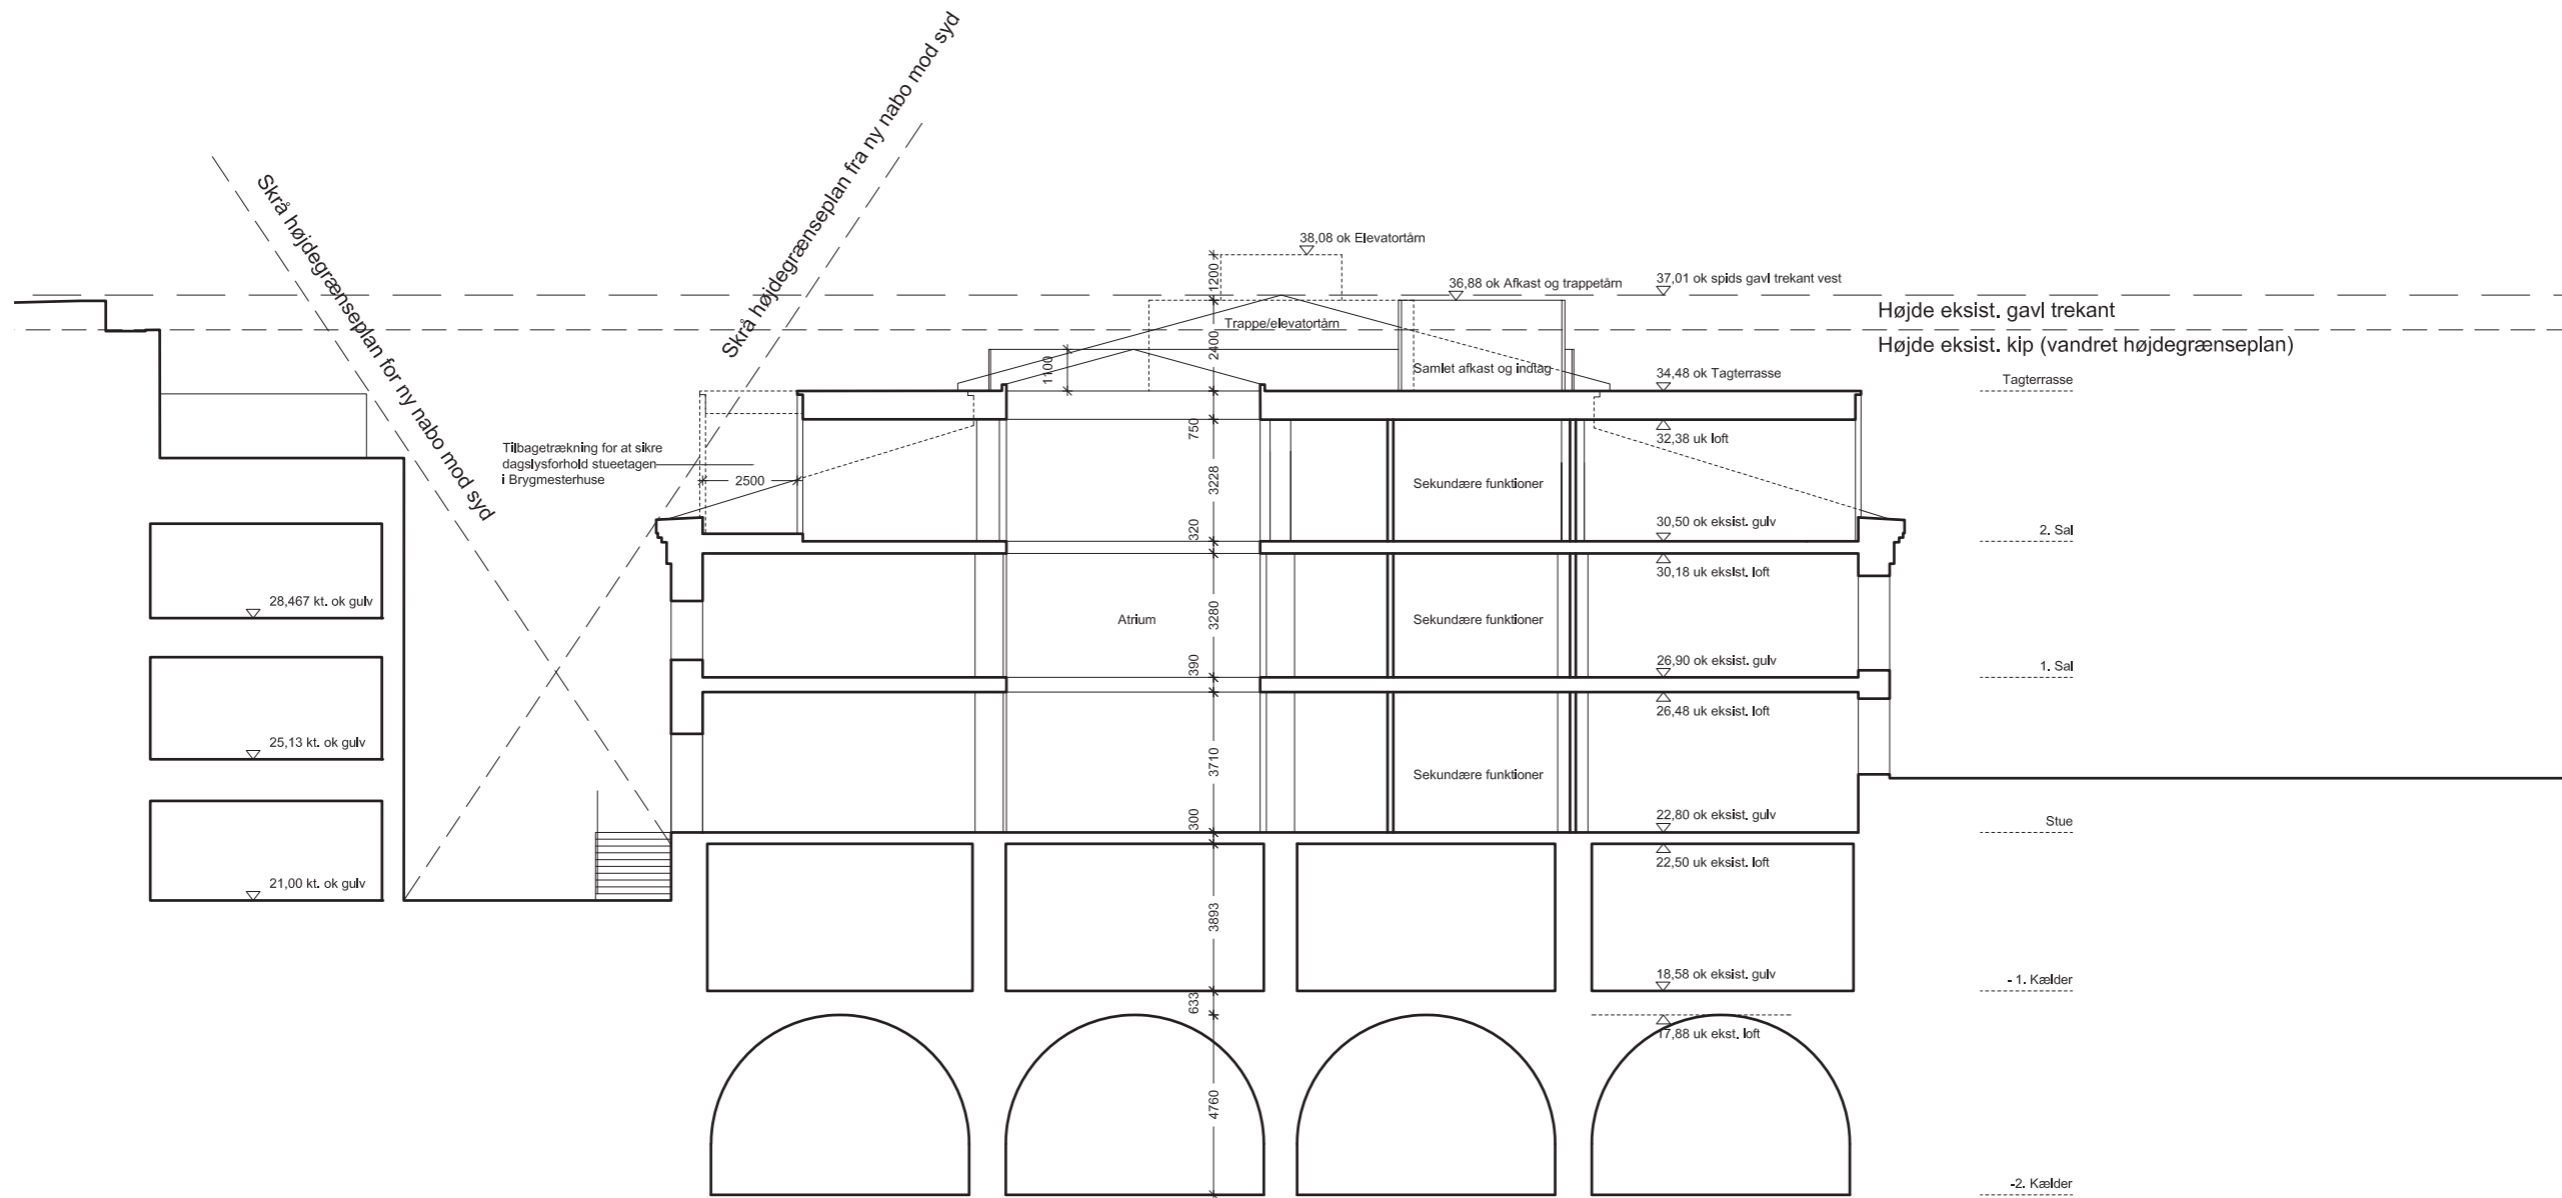 Skrå højdegrænseplan for ny nabo mod syd
Skrå højdegrænseplan fra ny nabo mod syd
38,08 ok Elevatortårn
1200
36,88 ok Afkast og trappetårn
37,01 ok spids gavl trekant vest
Højde eksist. gavl trekant
Trappe/elevatortårn
2400
Højde eksist. kip (vandret højdegrænseplan)
1100
Samlet afkast og indtag
34,48 ok Tagterrasse
Tagterrasse
750
32,38 uk loft
Tilbagetrækning for at sikre
dagslysforhold stueetagen
i Brygmesterhuse
2500
3228
Sekundære funktioner
320
30,50 ok eksist. gulv
2. Sal
30,18 uk eksist. loft
28,467 kt. ok gulv
Atrium
3280
Sekundære funktioner
390
26,90 ok eksist. gulv
1. Sal
26,48 uk eksist. loft
25,13 kt. ok gulv
3710
Sekundære funktioner
300
22,80 ok eksist. gulv
Stue
22,50 uk eksist. loft
21,00 kt. ok gulv
3893
18,58 ok eksist. gulv
- 1. Kælder
633
17,88 uk ekst. loft
4760
-2. Kælder